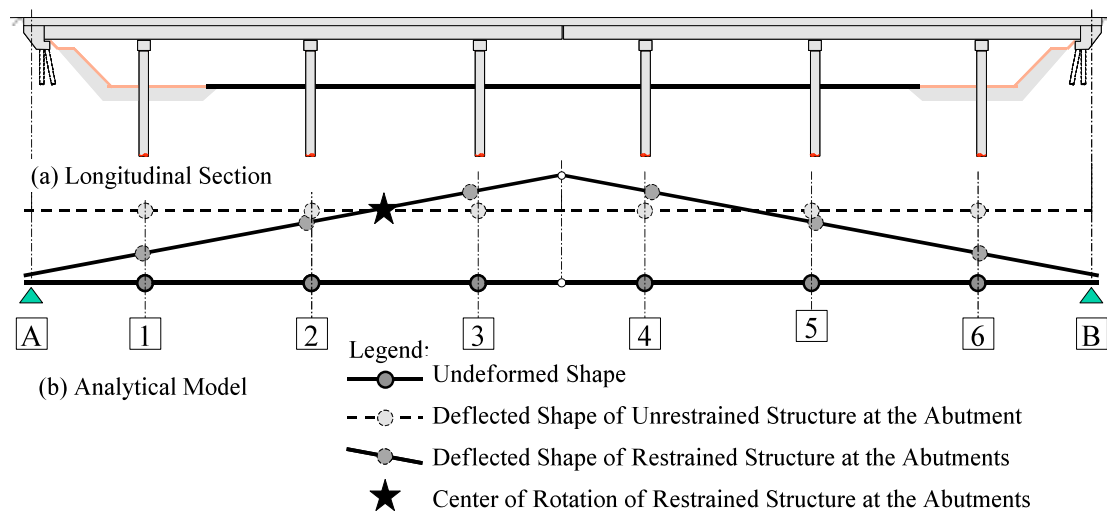 (a) Longitudinal Section
A 1 2 3 4 5 6 B
(b) Analytical Model
Legend:
Undeformed Shape
Deflected Shape of Unrestrained Structure at the Abutment
Deflected Shape of Restrained Structure at the Abutments
Center of Rotation of Restrained Structure at the Abutments